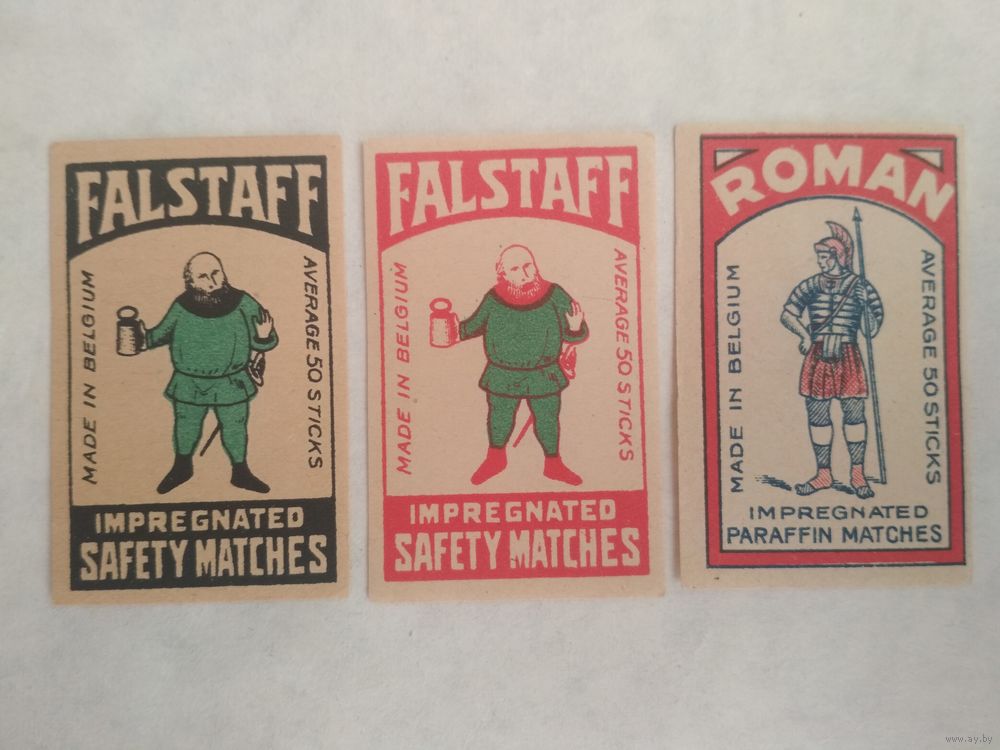 FALSTAFF
MADE IN BELGIUM
AVERAGE 50 STICKS
IMPREGNATED
SAFETY MATCHES
FALSTAFF
MADE IN BELGIUM
AVERAGE 50 STICKS
IMPREGNATED
SAFETY MATCHES
ROMAN
MADE IN BELGIUM
AVERAGE 50 STICKS
IMPREGNATED
PARAFFIN MATCHES
www.ay.by